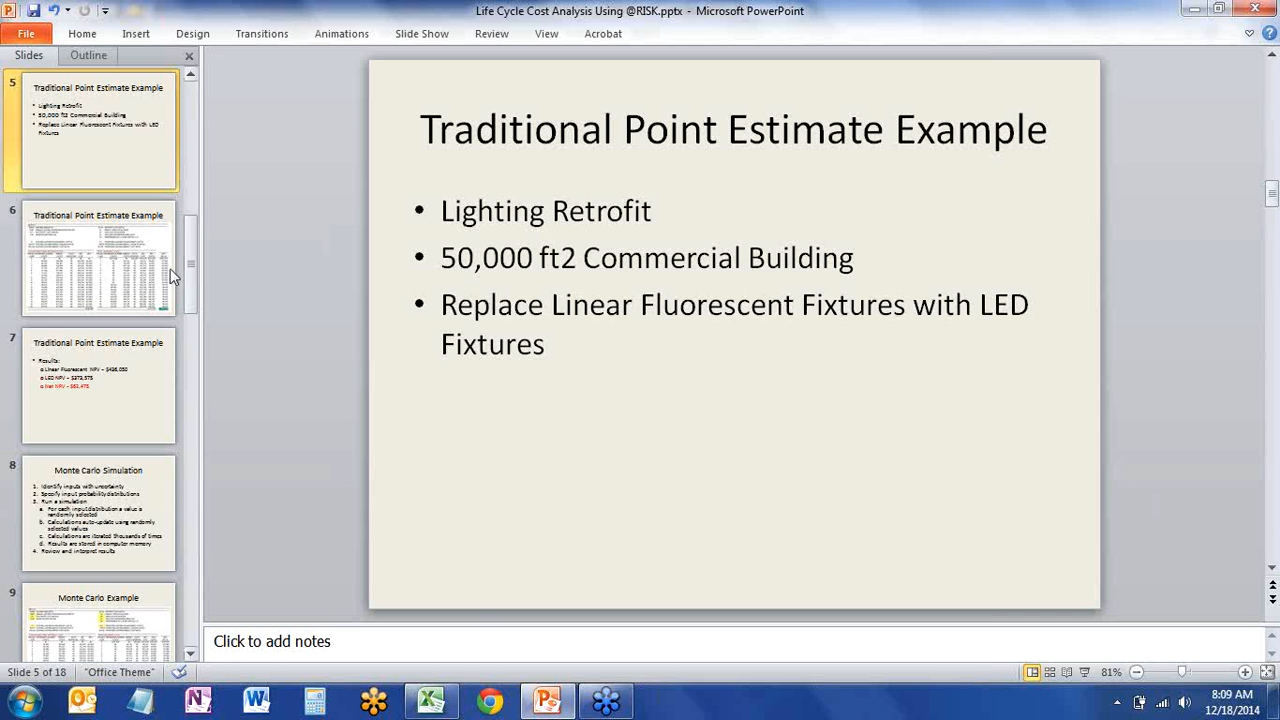 Life Cycle Cost Analysis Using @RISK.pptx - Microsoft PowerPoint
File Home Insert Design Transitions Animations Slide Show Review View Acrobat
Slides Outline
5
Traditional Point Estimate Example
• Lighting Retrofit
• 50,000 ft2 Commercial Building
• Replace Linear Fluorescent Fixtures with LED
Fixtures
6
Traditional Point Estimate Example
7
Traditional Point Estimate Example
• Results:
Linear Fluorescent NPV
LED NPV
Net NPV
8
Monte Carlo Simulation
1. Identify inputs with uncertainty
2. Specify input probability distributions
3. Run a simulation
a. For each input distribution a value is
randomly selected
b. Calculations auto-update using randomly
selected values
c. Calculations are iterated thousands of times
d. Results are stored in computer memory
4. Review and interpret results
9
Monte Carlo Example
Traditional Point Estimate Example
• Lighting Retrofit
• 50,000 ft2 Commercial Building
• Replace Linear Fluorescent Fixtures with LED
Fixtures
Click to add notes
Slide 5 of 18 "Office Theme" 81%
8:09 AM
12/18/2014